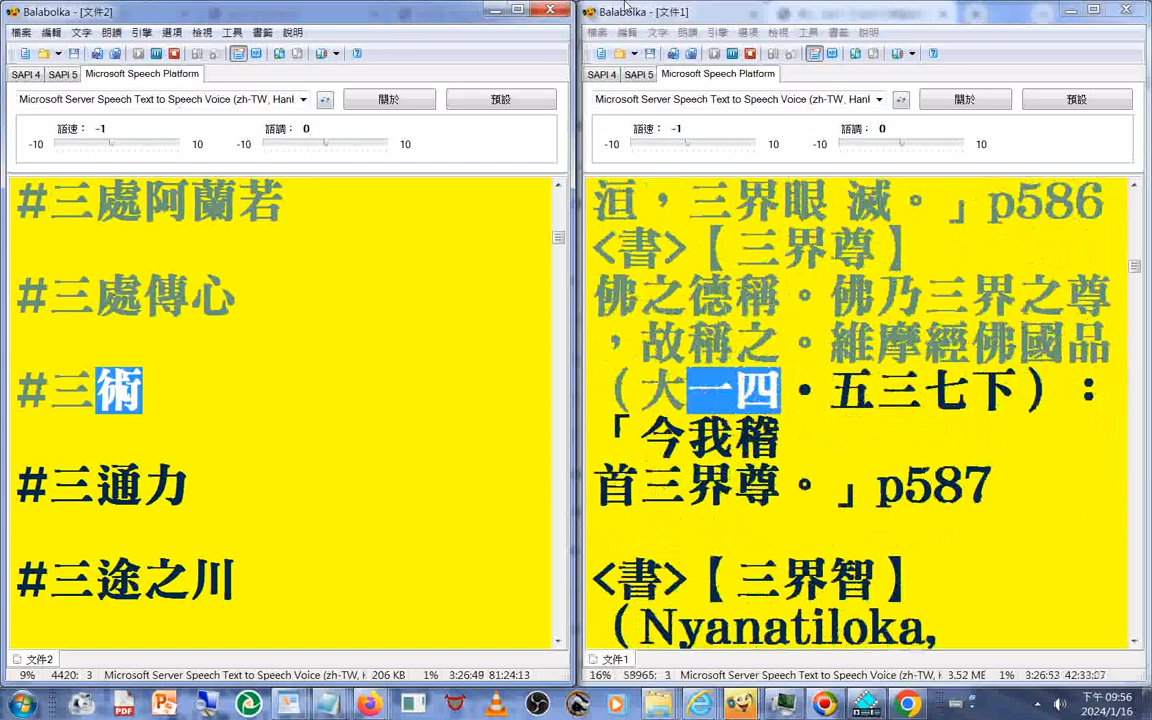 Balabolka - [文件2]
檔案 編輯 文字 朗讀 引擎 選項 檢視 工具 書籤 說明
SAPI 4 SAPI 5 Microsoft Speech Platform
Microsoft Server Speech Text to Speech Voice (zh-TW, Hanl 關於 預設
語速： -1 語調： 0
-10 10 -10 10
#三處阿蘭若
#三處傳心
#三術
#三通力
#三途之川
文件2
9% 4420: 3 Microsoft Server Speech Text to Speech Voice (zh-TW, H 206 KB 1% 3:26:49 81:24:13
Balabolka - [文件1]
檔案 編輯 文字 朗讀 引擎 選項 檢視 工具 書籤 說明
SAPI 4 SAPI 5 Microsoft Speech Platform
Microsoft Server Speech Text to Speech Voice (zh-TW, Hanl 關於 預設
語速： -1 語調： 0
-10 10 -10 10
洹，三界眼 滅。」p586
<書>【三界尊】
佛之德稱。佛乃三界之尊
，故稱之。維摩經佛國品
（大一四・五三七下）：
「今我稽
首三界尊。」p587
<書>【三界智】
（Nyanatiloka,
文件1
16% 58965: 3 Microsoft Server Speech Text to Speech Voice (zh-TW, H 3.52 ME 1% 3:26:53 42:33:07
下午 09:56
2024/1/16